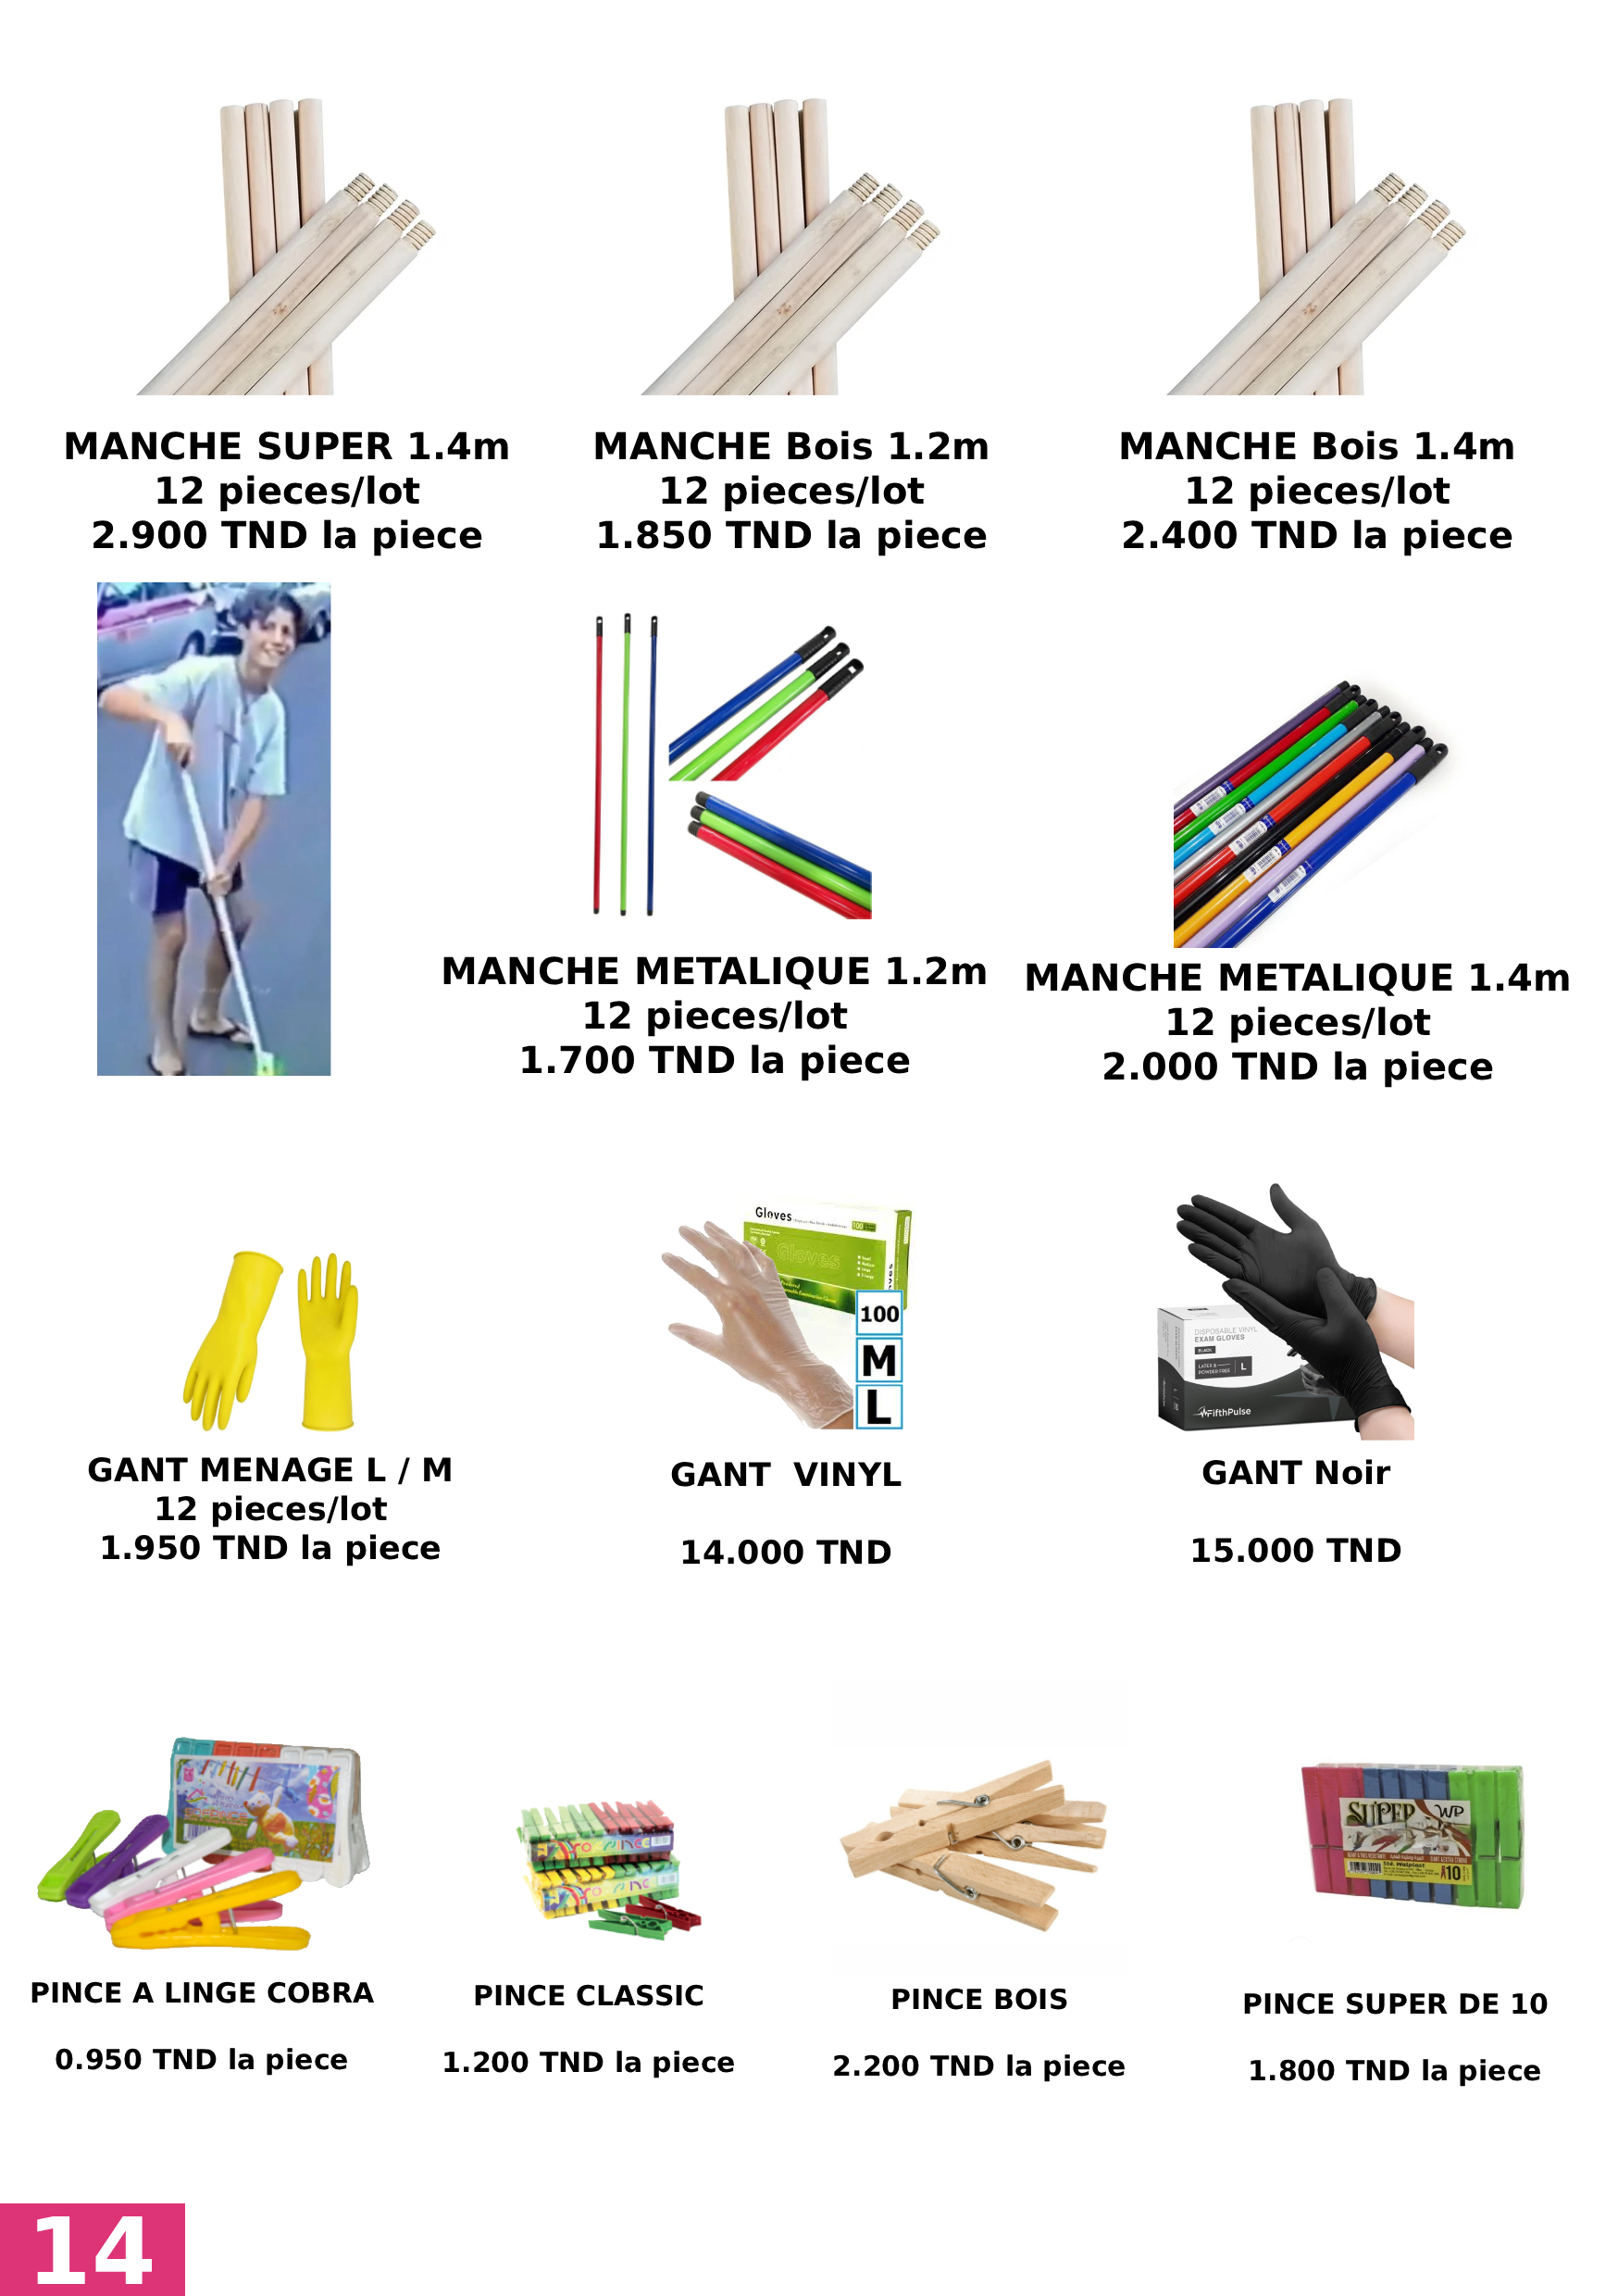 MANCHE SUPER 1.4m
12 pieces/lot
2.900 TND la piece
MANCHE Bois 1.2m
12 pieces/lot
1.850 TND la piece
MANCHE Bois 1.4m
12 pieces/lot
2.400 TND la piece
MANCHE METALIQUE 1.2m
12 pieces/lot
1.700 TND la piece
MANCHE METALIQUE 1.4m
12 pieces/lot
2.000 TND la piece
Gloves
100
Gloves
100
M
L
DISPOSABLE VINYL
EXAM GLOVES
BLACK
L
FifthPulse
GANT MENAGE L / M
12 pieces/lot
1.950 TND la piece
GANT  VINYL
14.000 TND
GANT Noir
15.000 TND
SUPER WP
Sté. Walplast
X10
PINCE A LINGE COBRA
0.950 TND la piece
PINCE CLASSIC
1.200 TND la piece
PINCE BOIS
2.200 TND la piece
PINCE SUPER DE 10
1.800 TND la piece
14